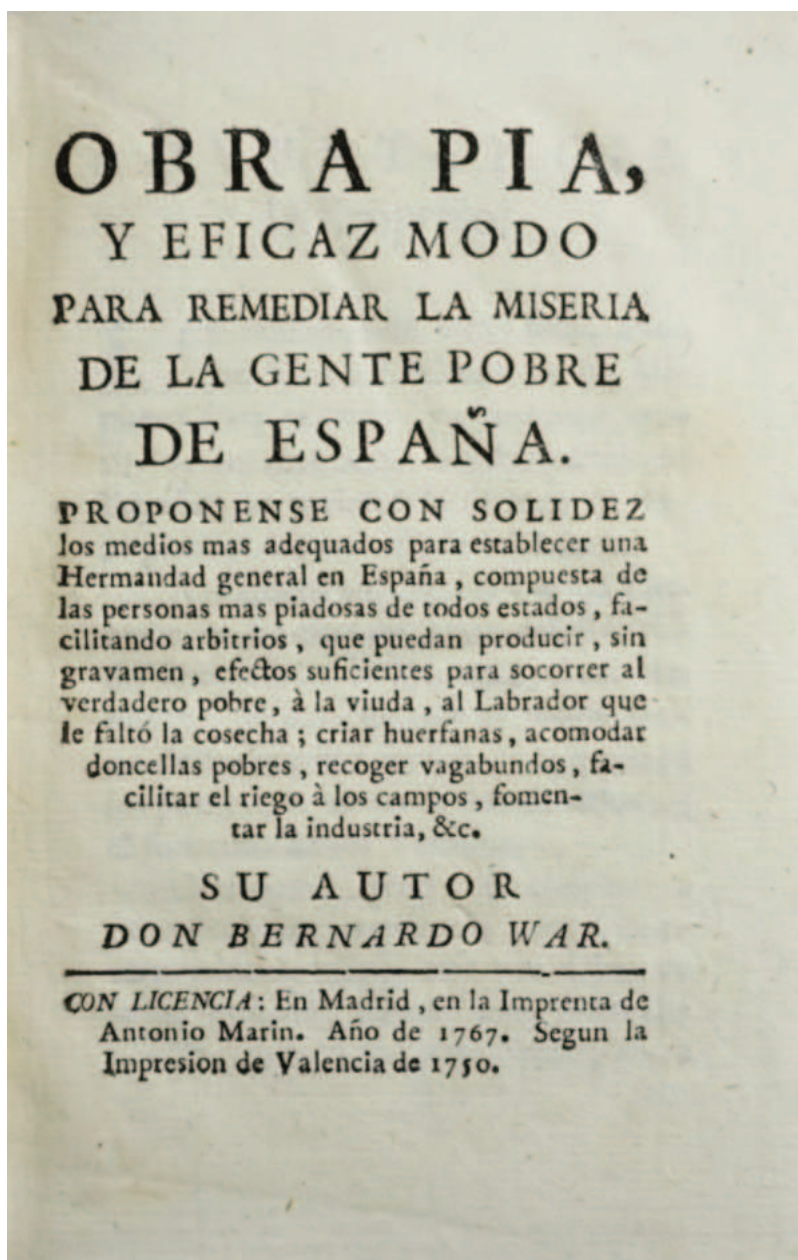 OBRA PIA,
Y EFICAZ MODO
PARA REMEDIAR LA MISERIA
DE LA GENTE POBRE
DE ESPAÑA.
PROPONENSE CON SOLIDEZ
los medios mas adequados para establecer una
Hermandad general en España , compuesta de
las personas mas piadosas de todos estados , fa-
cilitando arbitrios , que puedan producir , sin
gravamen , efectos suficientes para socorrer al
verdadero pobre, à la viuda , al Labrador que
le faltó la cosecha ; criar huerfanas , acomodar
doncellas pobres , recoger vagabundos , fa-
cilitar el riego à los campos , fomen-
tar la industria, &c.
SU AUTOR
DON BERNARDO WAR.
CON LICENCIA: En Madrid , en la Imprenta de
Antonio Marin. Año de 1767. Segun la
Impresion de Valencia de 1750.